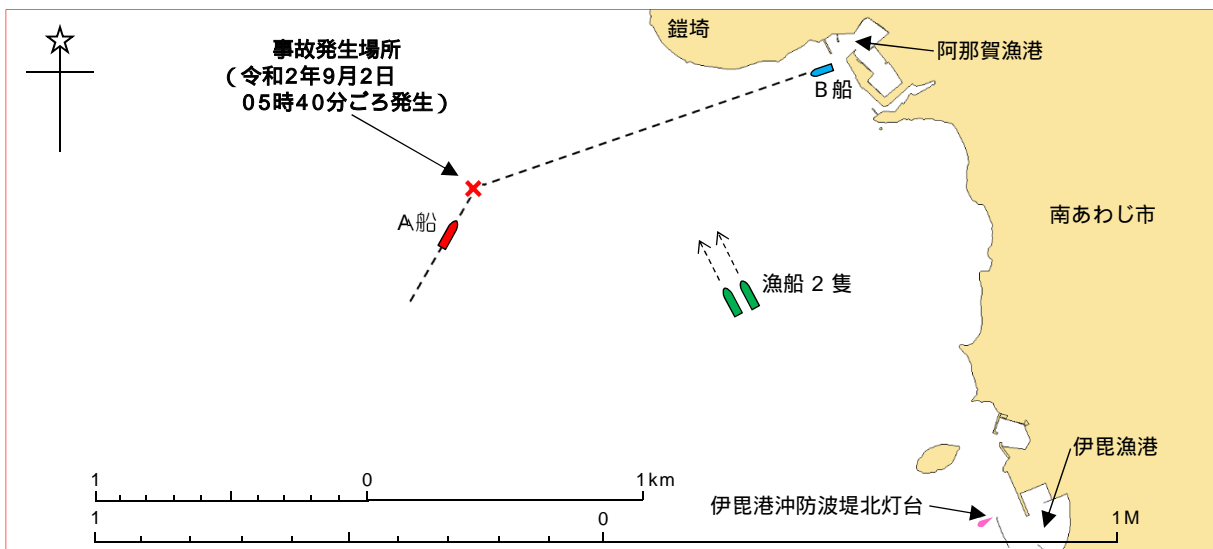 鎧埼
事故発生場所
(令和2年9月2日
05時40分ごろ発生)
阿那賀漁港
B船
A船
南あわじ市
漁船2隻
伊毘漁港
伊毘港沖防波堤北灯台
1 0 1km
1 0 1M